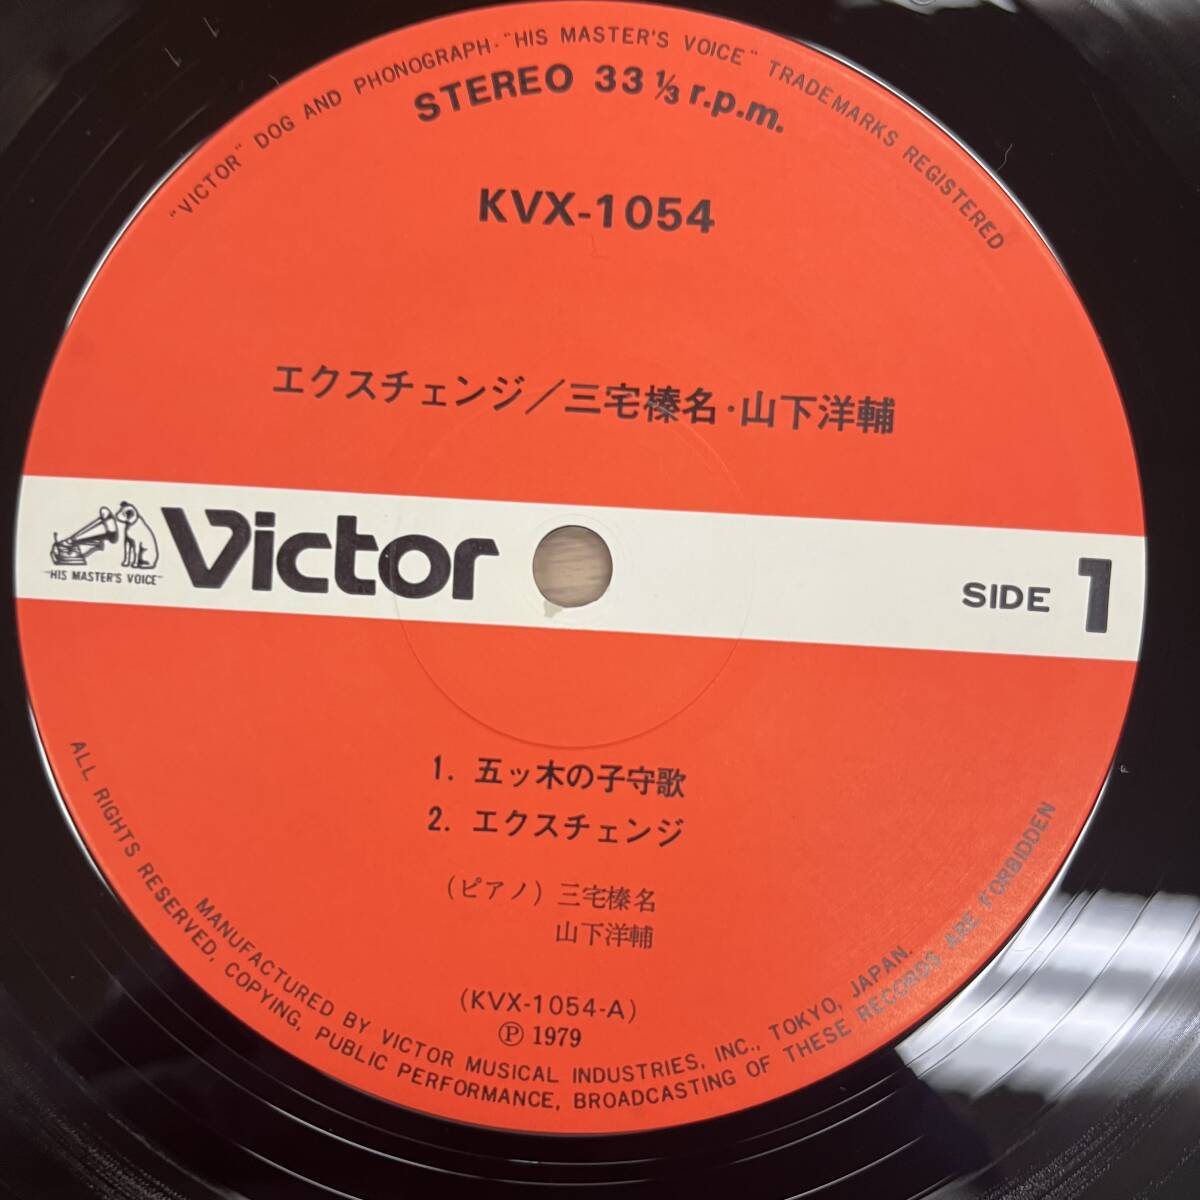 "VICTOR" DOG AND PHONOGRAPH・"HIS MASTER'S VOICE" TRADEMARKS REGISTERED
STEREO 33 1/3 r.p.m.
KVX-1054
エクスチェンジ／三宅榛名・山下洋輔
"HIS MASTER'S VOICE"
Victor
SIDE 1
1. 五ッ木の子守歌
2. エクスチェンジ
(ピアノ) 三宅榛名
山下洋輔
(KVX-1054-A)
Ⓟ 1979
MANUFACTURED BY VICTOR MUSICAL INDUSTRIES, INC., TOKYO, JAPAN.
ALL RIGHTS RESERVED, COPYING, PUBLIC PERFORMANCE, BROADCASTING OF THESE RECORDS ARE FORBIDDEN